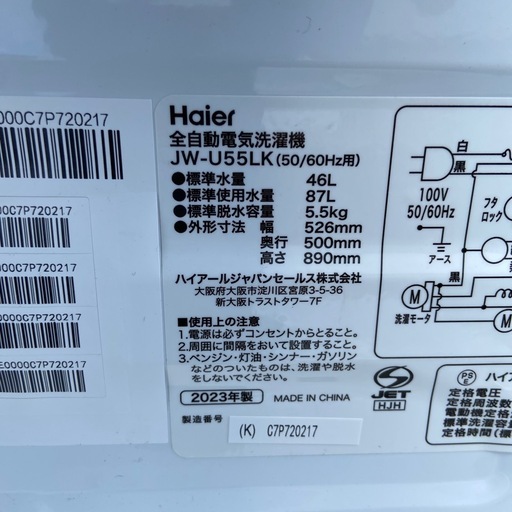 0000C7P720217
0000C7P720217
0000C7P720217
0000C7P720217
E0000C7P720217
Haier
全自動電気洗濯機
JW-U55LK(50/60Hz用)
●標準水量 46L
●標準使用水量 87L
●標準脱水容量 5.5kg
●外形寸法 幅 526mm
奥行 500mm
高さ 890mm
ハイアールジャパンセールス株式会社
大阪府大阪市淀川区宮原3-5-36
新大阪トラストタワー7F
■使用上の注意
1.電源は必ずコンセントからとること。
2.周囲に間隔をおいて設置すること。
3.ベンジン・灯油・シンナー・ガソリン
などのついたものは、洗濯や脱水
をしないでください。
2023年製 MADE IN CHINA
製造番号 (K) C7P720217
JET
HJH
白
黒
100V
50/60Hz
アース
フタ
ロック
黒
M
洗濯モータ
M
PS
E
ハイ
定格電圧
定格周波数
電動機定格
標準洗濯容
定格時間(